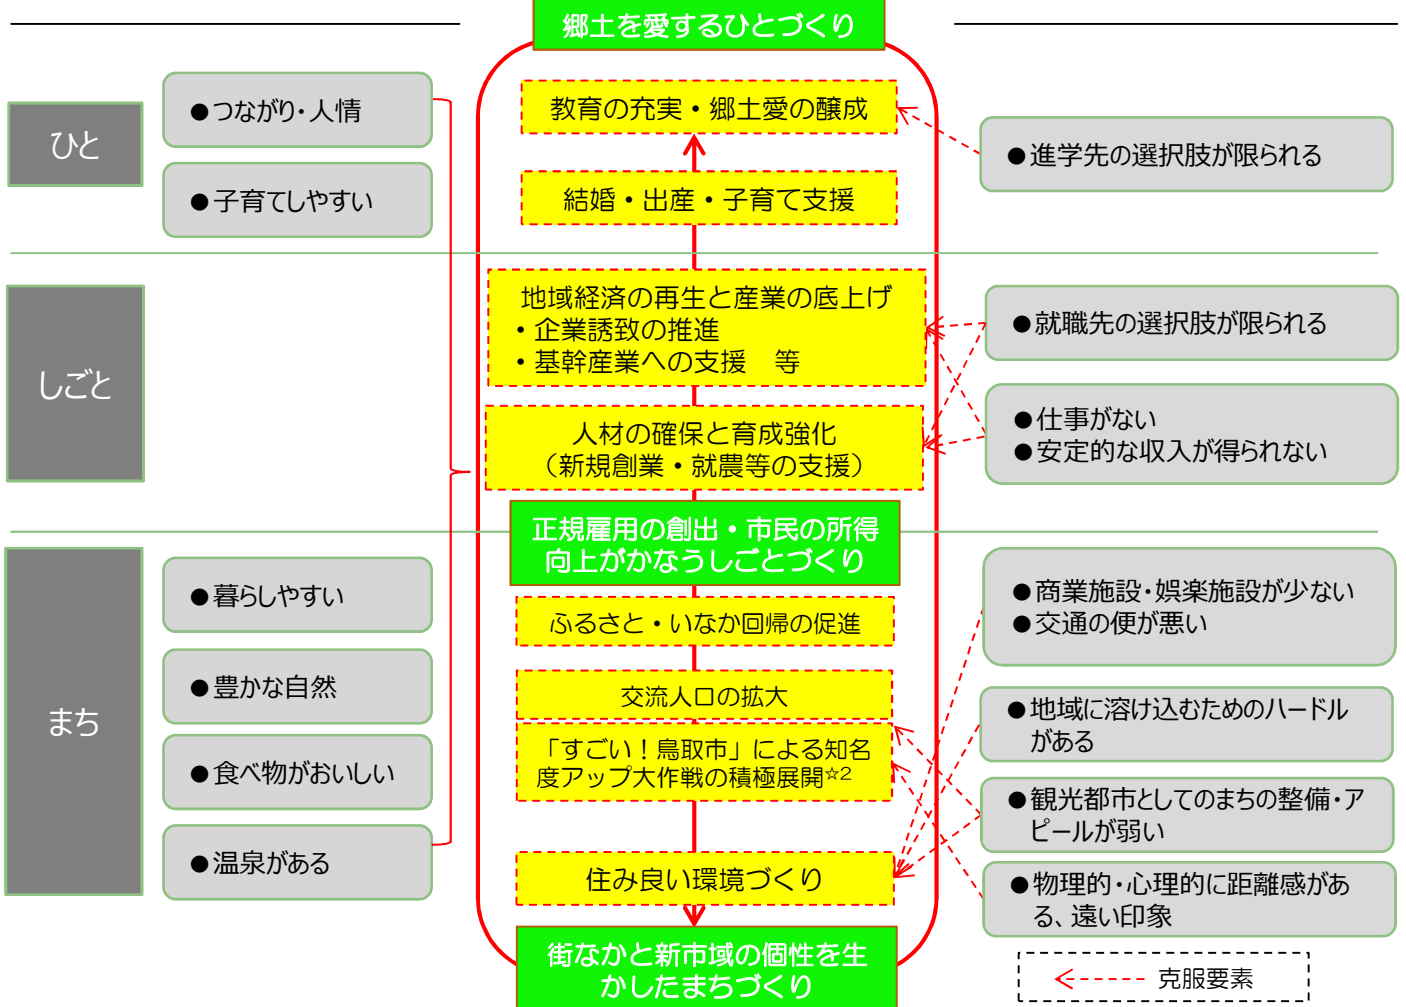 郷土を愛するひとづくり
ひと
●つながり・人情
●子育てしやすい
教育の充実・郷土愛の醸成
結婚・出産・子育て支援
●進学先の選択肢が限られる
しごと
地域経済の再生と産業の底上げ
・企業誘致の推進
・基幹産業への支援　等
人材の確保と育成強化
（新規創業・就農等の支援）
●就職先の選択肢が限られる
●仕事がない
●安定的な収入が得られない
正規雇用の創出・市民の所得
向上がかなうしごとづくり
まち
●暮らしやすい
●豊かな自然
●食べ物がおいしい
●温泉がある
ふるさと・いなか回帰の促進
交流人口の拡大
「すごい！鳥取市」による知名
度アップ大作戦の積極展開☆2
住み良い環境づくり
●商業施設・娯楽施設が少ない
●交通の便が悪い
●地域に溶け込むためのハードル
がある
●観光都市としてのまちの整備・ア
ピールが弱い
●物理的・心理的に距離感があ
る、遠い印象
街なかと新市域の個性を生
かしたまちづくり
克服要素